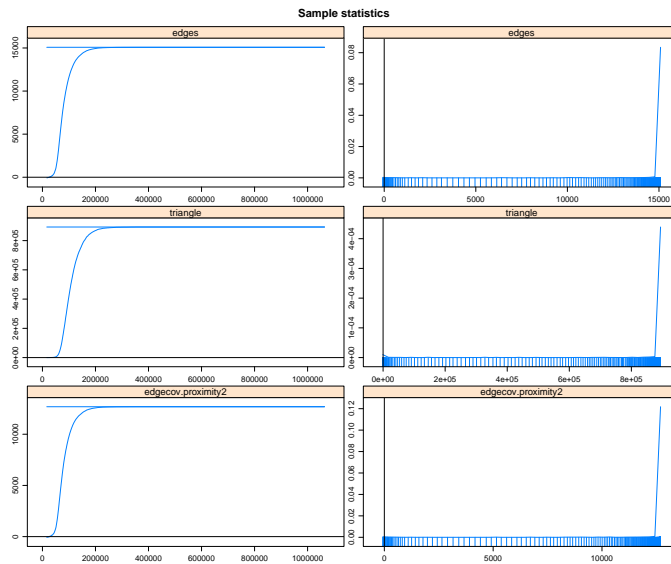 Sample statistics
edges
edges
0
5000
10000
15000
0 200000 400000 600000 800000 1000000
0.00
0.02
0.04
0.06
0.08
0 5000 10000 15000
triangle
triangle
0e+00
2e+05
4e+05
6e+05
8e+05
0 200000 400000 600000 800000 1000000
0e+00
1e-04
2e-04
3e-04
4e-04
0e+00 2e+05 4e+05 6e+05 8e+05
edgecov.proximity2
edgecov.proximity2
0
5000
10000
0 200000 400000 600000 800000 1000000
0.00
0.02
0.04
0.06
0.08
0.10
0.12
0 5000 10000